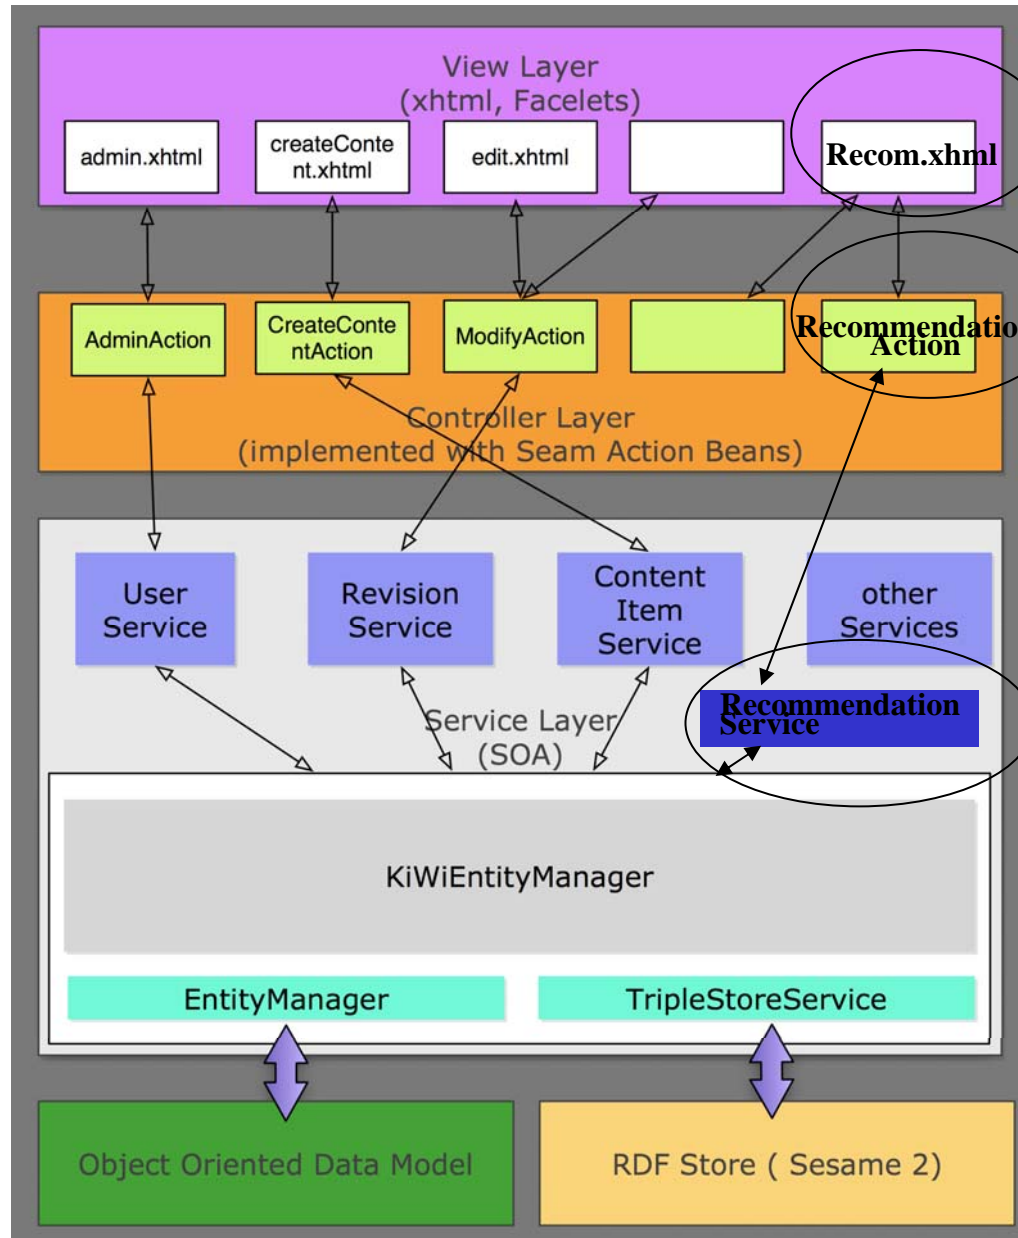 View Layer
(xhtml, Facelets)
admin.xhtml
createConte
nt.xhtml
edit.xhtml
Recom.xhml
AdminAction
CreateConte
ntAction
ModifyAction
Recommendatio
Action
Controller Layer
(implemented with Seam Action Beans)
User
Service
Revision
Service
Content
Item
Service
other
Services
Recommendation
Service
Service Layer
(SOA)
KiWiEntityManager
EntityManager
TripleStoreService
Object Oriented Data Model
RDF Store ( Sesame 2)